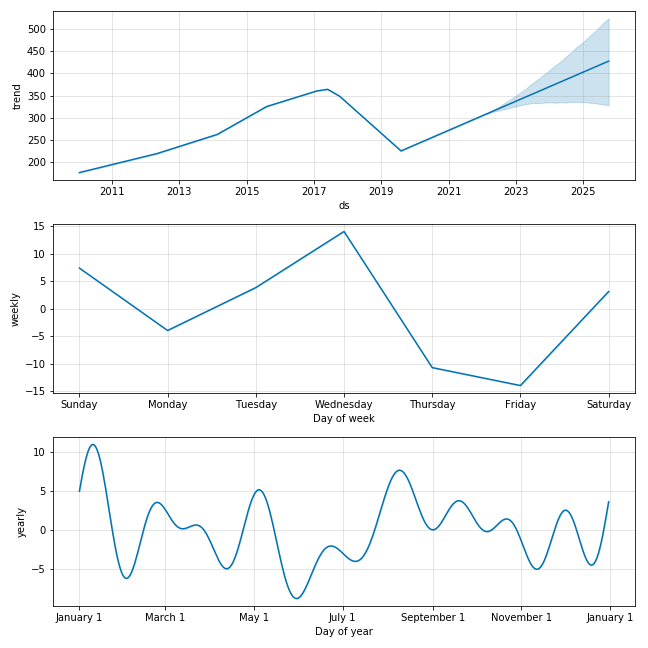 500
450
400
350
300
250
200
trend
2011 2013 2015 2017 2019 2021 2023 2025
ds
15
10
5
0
−5
−10
−15
weekly
Sunday Monday Tuesday Wednesday Thursday Friday Saturday
Day of week
10
5
0
−5
yearly
January 1 March 1 May 1 July 1 September 1 November 1 January 1
Day of year